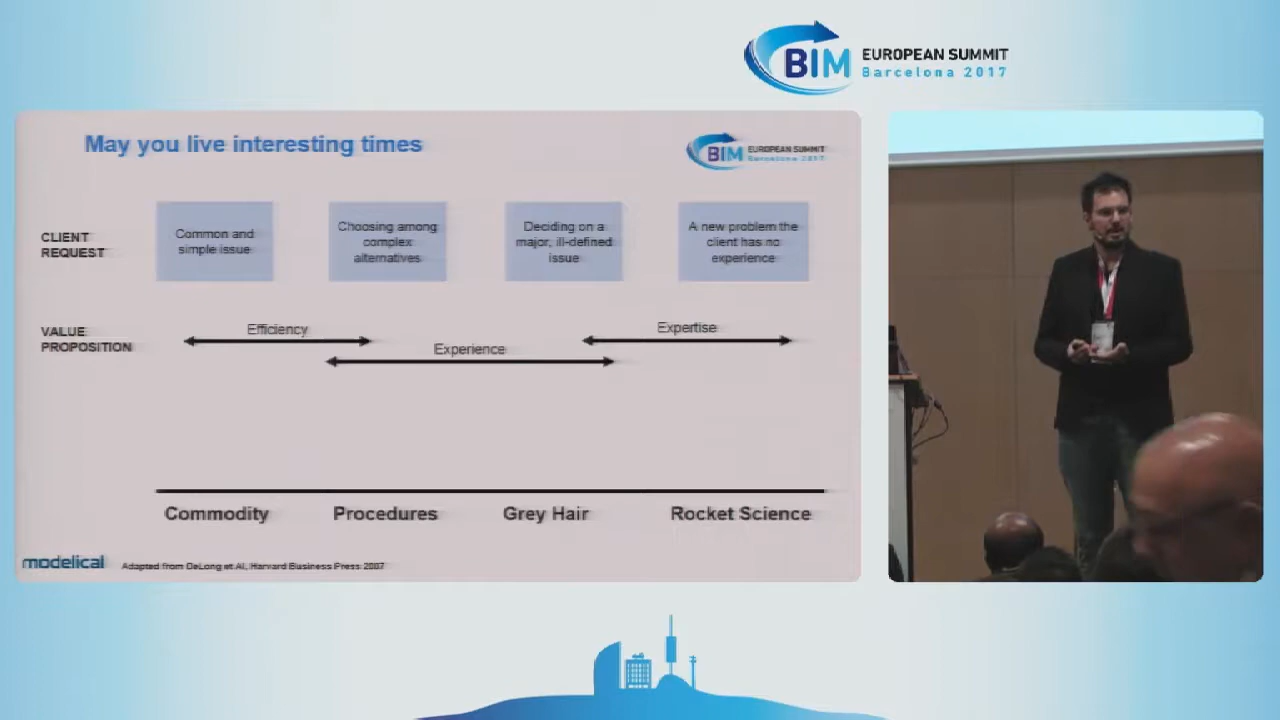 BIM
EUROPEAN SUMMIT
Barcelona 2017
May you live interesting times
BIM
EUROPEAN SUMMIT
Barcelona 2017
CLIENT
REQUEST
Common and
simple issue
Choosing among
complex
alternatives
Deciding on a
major, ill-defined
issue
A new problem the
client has no
experience
VALUE
PROPOSITION
Efficiency
Experience
Expertise
Commodity
Procedures
Grey Hair
Rocket Science
modelical
Adapted from DeLong et Al, Harvard Business Press 2007